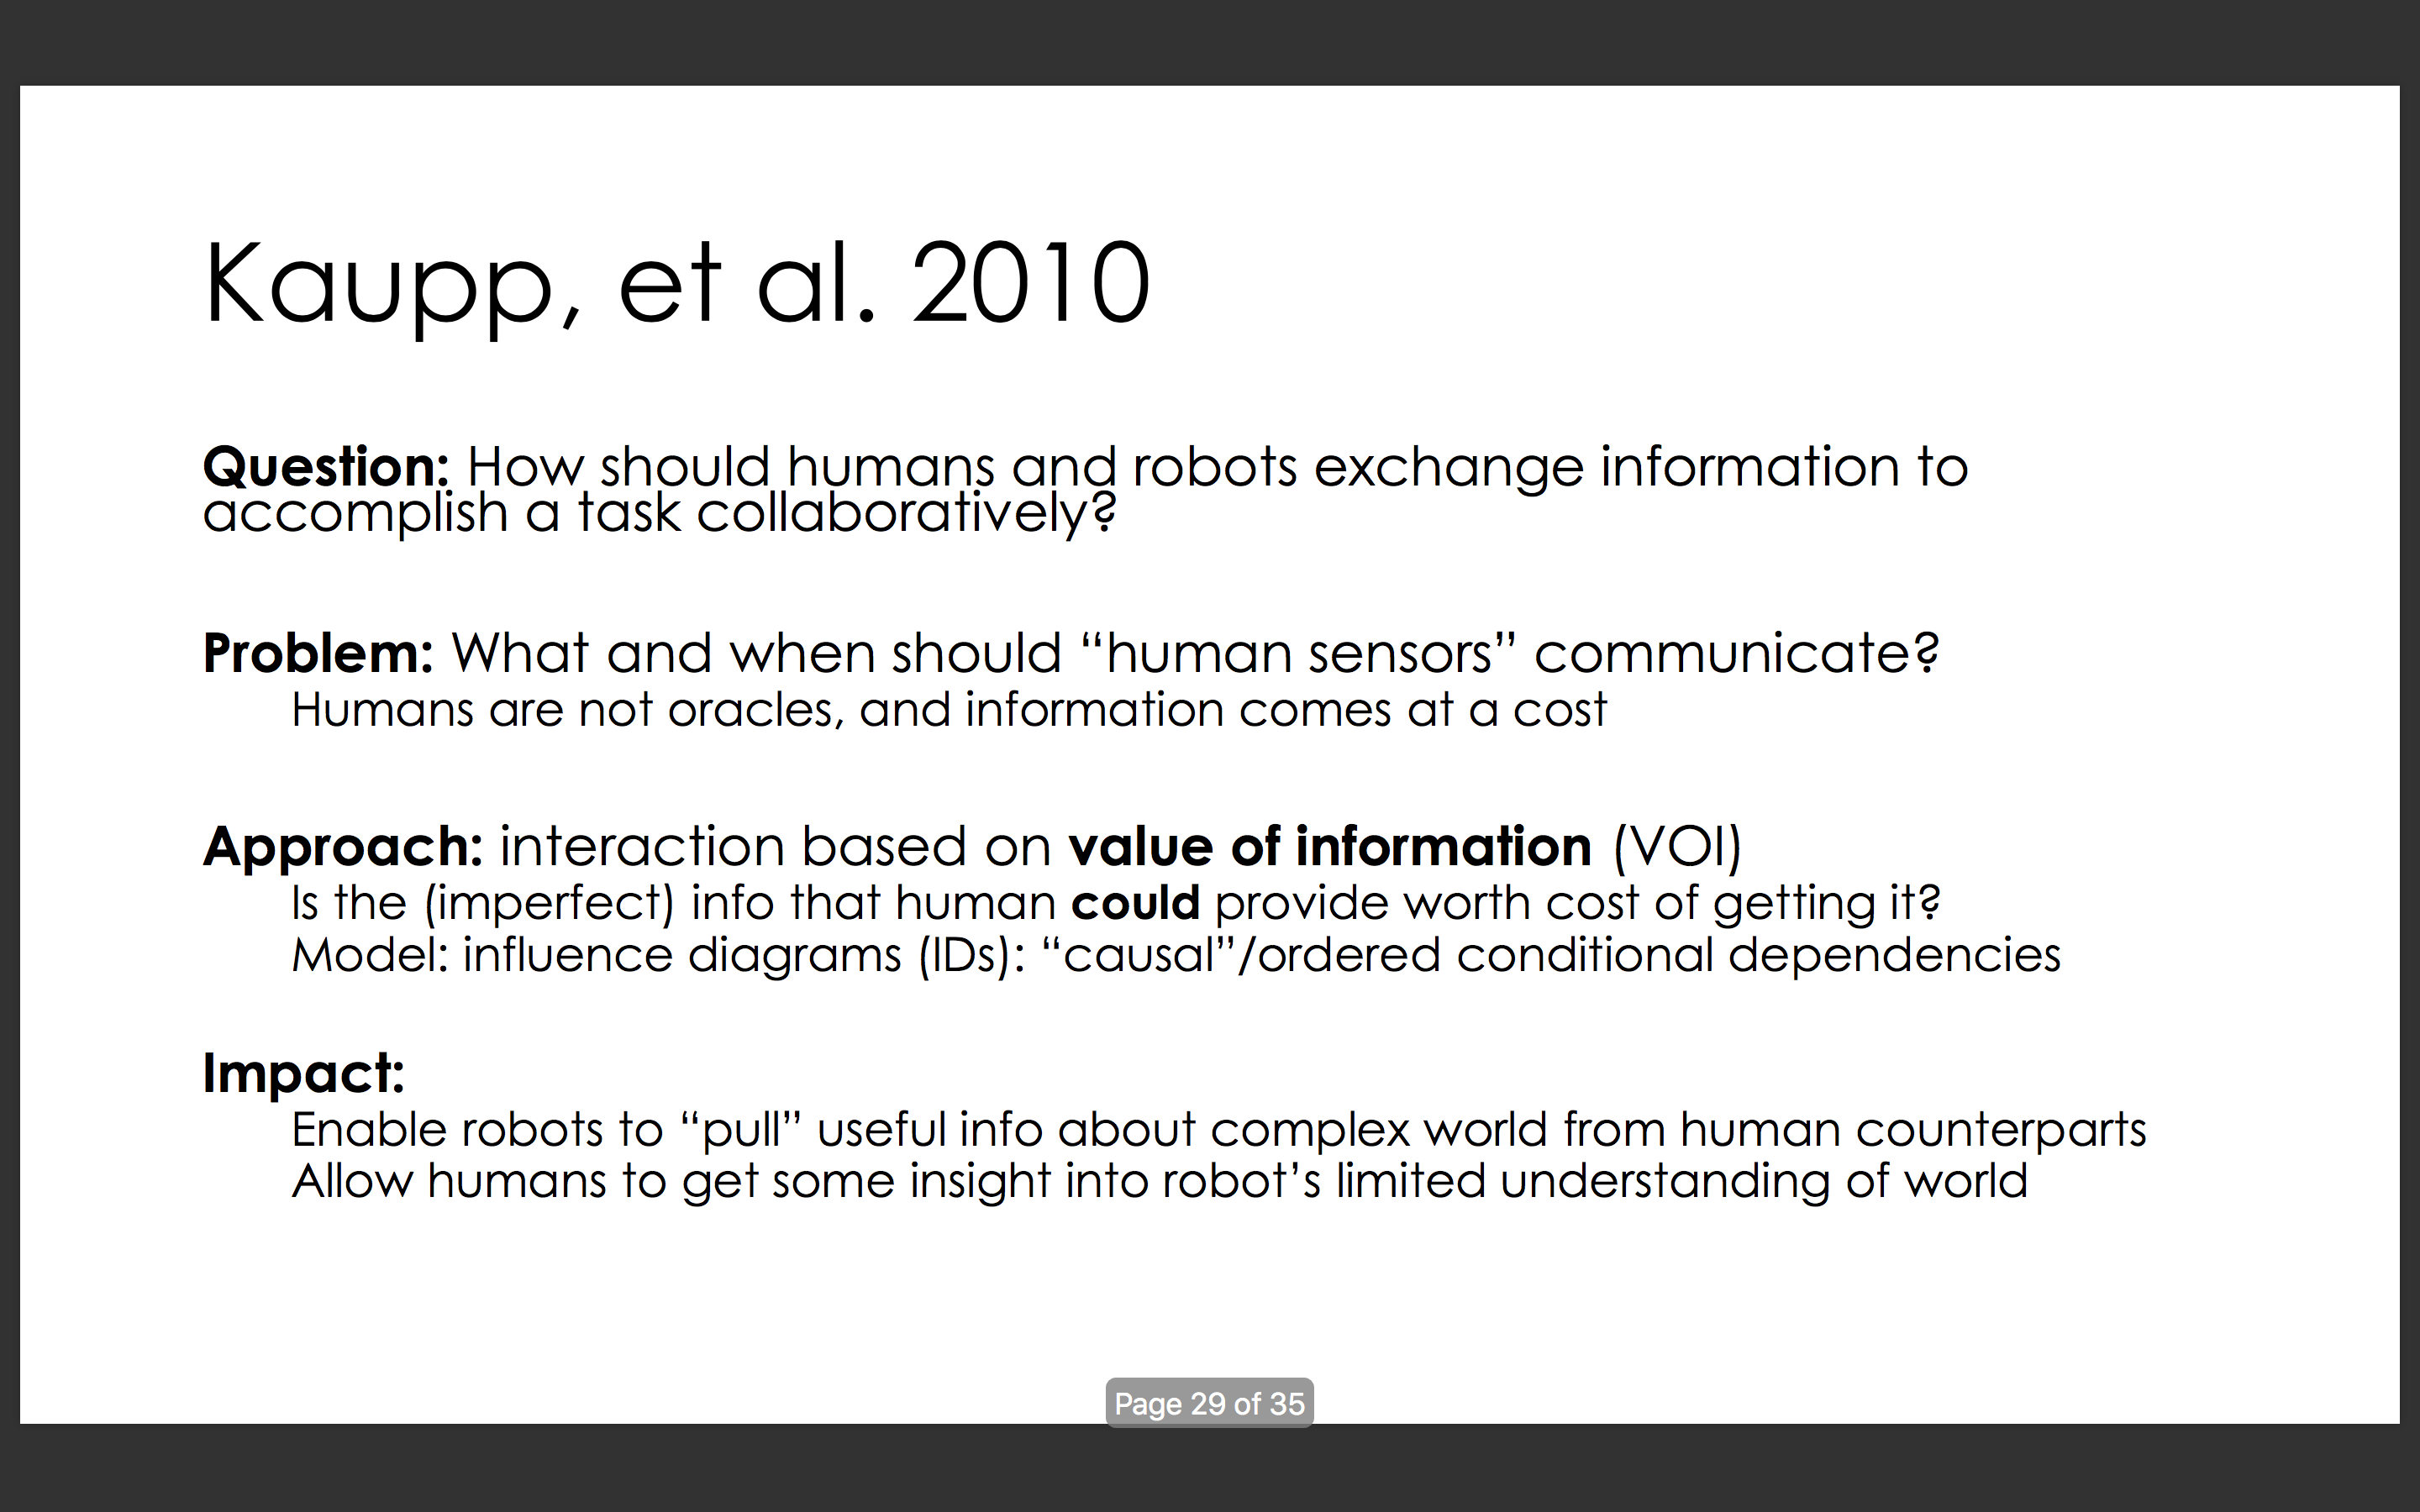 Kaupp, et al. 2010
Question: How should humans and robots exchange information to
accomplish a task collaboratively?
Problem: What and when should “human sensors” communicate?
Humans are not oracles, and information comes at a cost
Approach: interaction based on value of information (VOI)
Is the (imperfect) info that human could provide worth cost of getting it?
Model: influence diagrams (IDs): “causal”/ordered conditional dependencies
Impact:
Enable robots to “pull” useful info about complex world from human counterparts
Allow humans to get some insight into robot’s limited understanding of world
Page 29 of 35